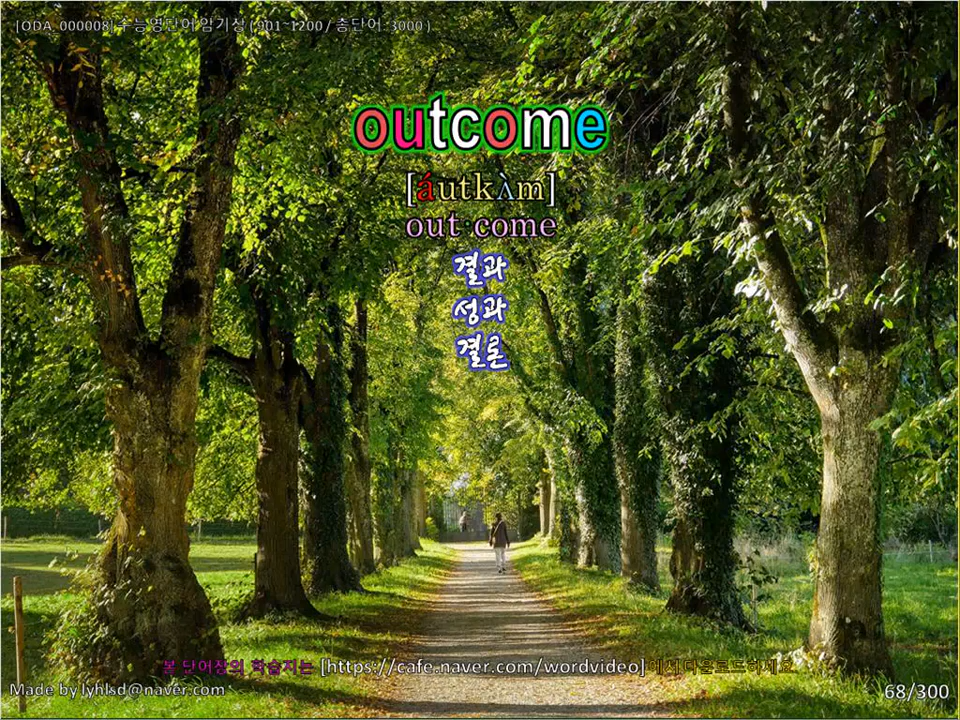 [ODA_000008] 수능영단어 암기상 ( 901~1200 / 총단어 : 3000 )
outcome
[áutkʌ̀m]
out·come
결과
성과
결론
본 단어장의 학습지는 [https://cafe.naver.com/wordvideo]에서 다운로드하세요
Made by lyhlsd@naver.com
68/300